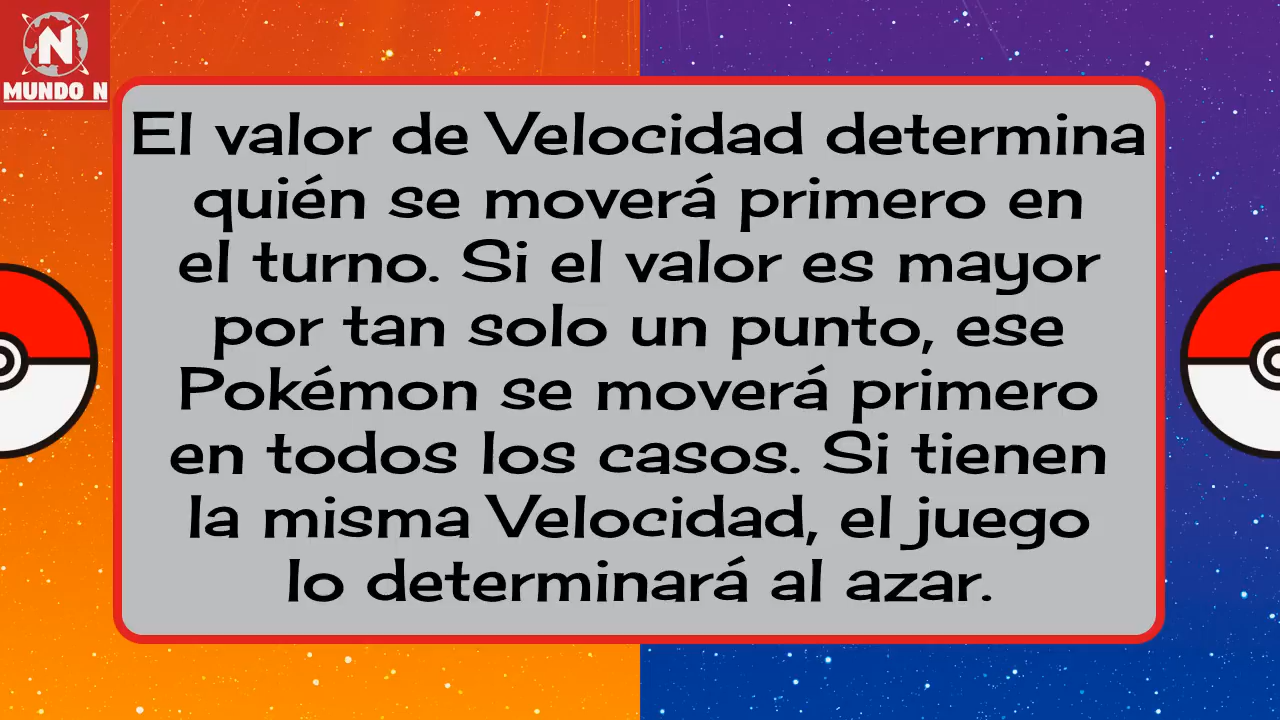 N
MUNDO N
El valor de Velocidad determina
quién se moverá primero en
el turno. Si el valor es mayor
por tan solo un punto, ese
Pokémon se moverá primero
en todos los casos. Si tienen
la misma Velocidad, el juego
lo determinará al azar.